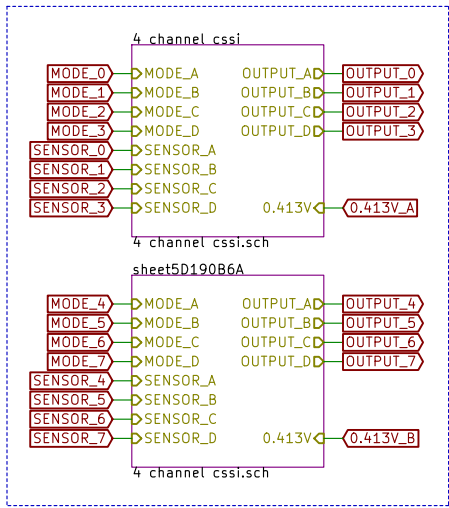 4 channel cssi
MODE_0 MODE_A OUTPUT_A OUTPUT_0
MODE_1 MODE_B OUTPUT_B OUTPUT_1
MODE_2 MODE_C OUTPUT_C OUTPUT_2
MODE_3 MODE_D OUTPUT_D OUTPUT_3
SENSOR_0 SENSOR_A
SENSOR_1 SENSOR_B
SENSOR_2 SENSOR_C
SENSOR_3 SENSOR_D 0.413V 0.413V_A
4 channel cssi.sch
sheet5D190B6A
MODE_4 MODE_A OUTPUT_A OUTPUT_4
MODE_5 MODE_B OUTPUT_B OUTPUT_5
MODE_6 MODE_C OUTPUT_C OUTPUT_6
MODE_7 MODE_D OUTPUT_D OUTPUT_7
SENSOR_4 SENSOR_A
SENSOR_5 SENSOR_B
SENSOR_6 SENSOR_C
SENSOR_7 SENSOR_D 0.413V 0.413V_B
4 channel cssi.sch